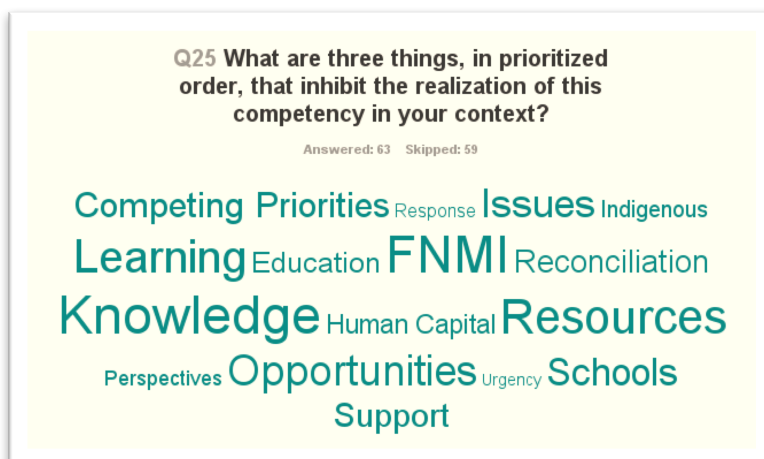 Q25 What are three things, in prioritized
order, that inhibit the realization of this
competency in your context?
Answered: 63 Skipped: 59
Competing Priorities Response Issues Indigenous
Learning Education FNMI Reconciliation
Knowledge Human Capital Resources
Perspectives Opportunities Urgency Schools
Support